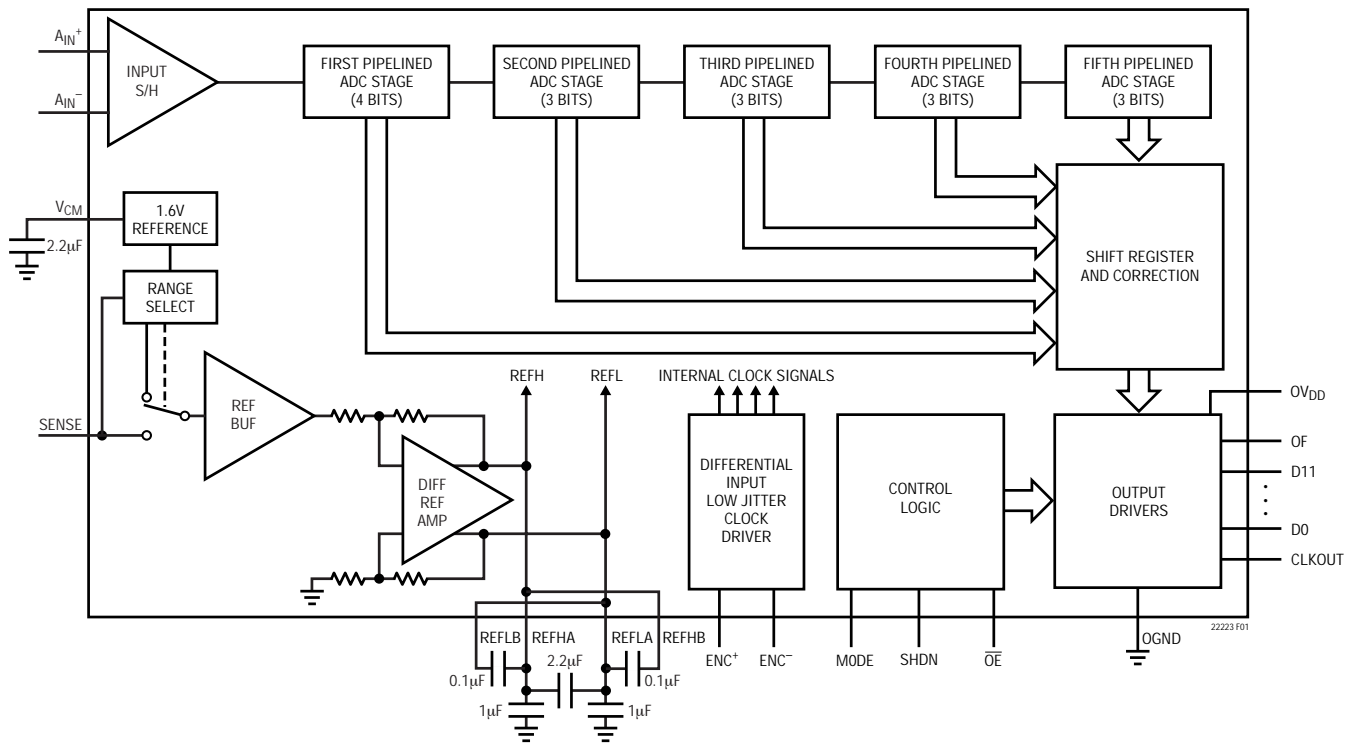 AIN+
AIN−
INPUT
S/H
FIRST PIPELINED
ADC STAGE
(4 BITS)
SECOND PIPELINED
ADC STAGE
(3 BITS)
THIRD PIPELINED
ADC STAGE
(3 BITS)
FOURTH PIPELINED
ADC STAGE
(3 BITS)
FIFTH PIPELINED
ADC STAGE
(3 BITS)
VCM
2.2µF
1.6V
REFERENCE
RANGE
SELECT
SHIFT REGISTER
AND CORRECTION
SENSE
REF
BUF
DIFF
REF
AMP
REFH
REFL
INTERNAL CLOCK SIGNALS
DIFFERENTIAL
INPUT
LOW JITTER
CLOCK
DRIVER
CONTROL
LOGIC
OUTPUT
DRIVERS
OVDD
OF
D11
D0
CLKOUT
22223 F01
REFLB
REFHA
REFLA
REFHB
0.1µF
2.2µF
0.1µF
1µF
1µF
ENC+
ENC−
M0DE
SHDN
O̅E̅
OGND